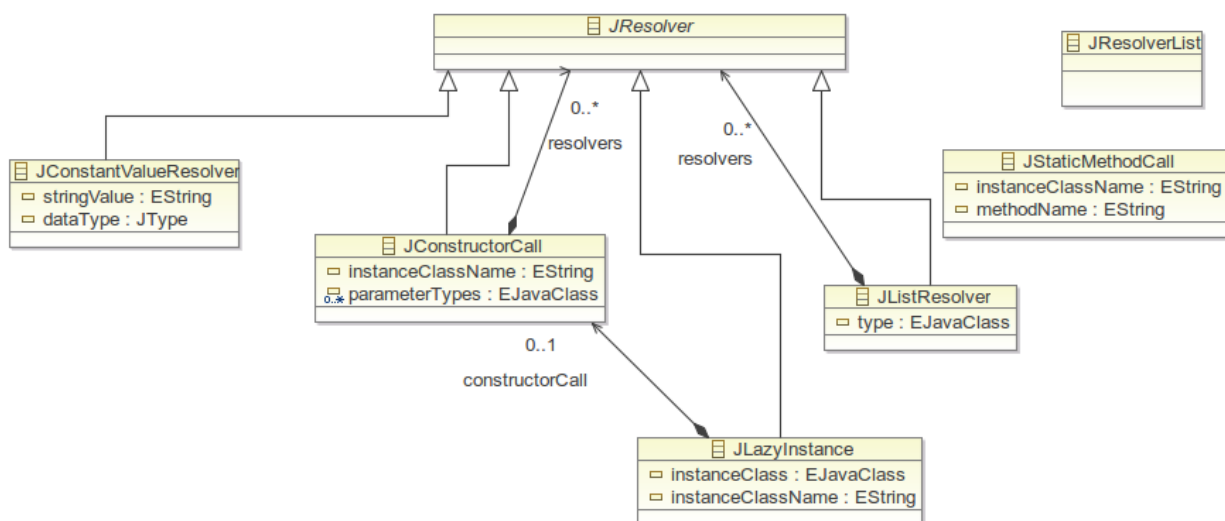 JResolver
JResolverList
0..*
resolvers
0..*
resolvers
JConstantValueResolver
stringValue : EString
dataType : JType
JStaticMethodCall
instanceClassName : EString
methodName : EString
JConstructorCall
instanceClassName : EString
0..* parameterTypes : EJavaClass
JListResolver
type : EJavaClass
0..1
constructorCall
JLazyInstance
instanceClass : EJavaClass
instanceClassName : EString